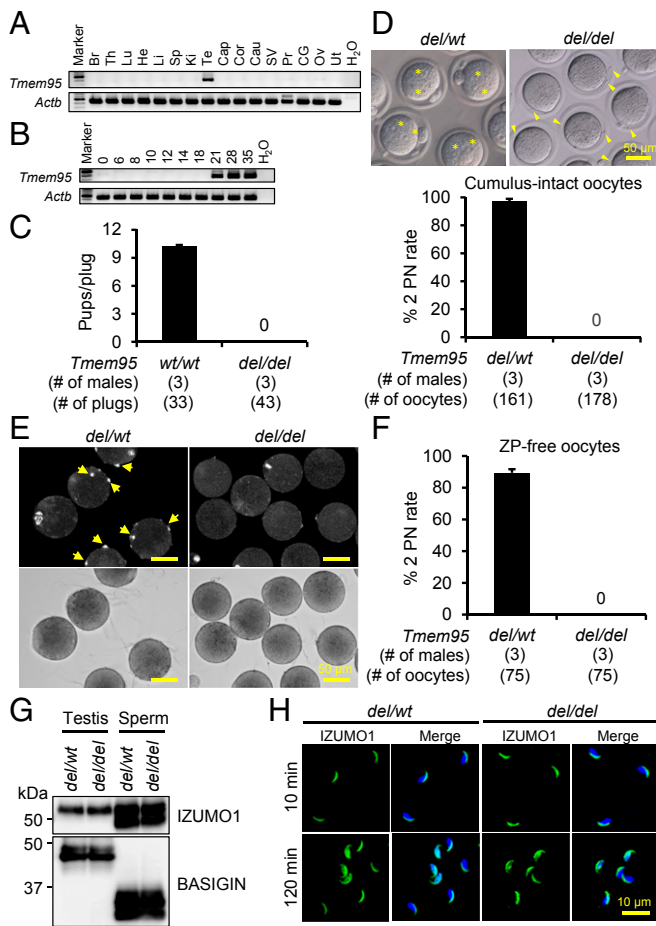 A
Marker Br Th Lu He Li Sp Ki Te Cap Cor Cau SV Pr CG Ov Ut H₂O
Tmem95
Actb
B
Marker 0 6 8 10 12 14 18 21 28 35 H₂O
Tmem95
Actb
C
Pups/plug
12
9
6
3
0
0
Tmem95 wt/wt del/del
(# of males) (3) (3)
(# of plugs) (33) (43)
D
del/wt del/del
* * * * * * * *
50 µm
Cumulus-intact oocytes
% 2 PN rate
100
80
60
40
20
0
0
Tmem95 del/wt del/del
(# of males) (3) (3)
(# of oocytes) (161) (178)
E
del/wt del/del
50 µm
F
ZP-free oocytes
% 2 PN rate
100
80
60
40
20
0
0
Tmem95 del/wt del/del
(# of males) (3) (3)
(# of oocytes) (75) (75)
G
Testis Sperm
del/wt del/del del/wt del/del
kDa
50
IZUMO1
50
37
BASIGIN
25
H
del/wt del/del
IZUMO1 Merge IZUMO1 Merge
10 min
120 min
10 µm